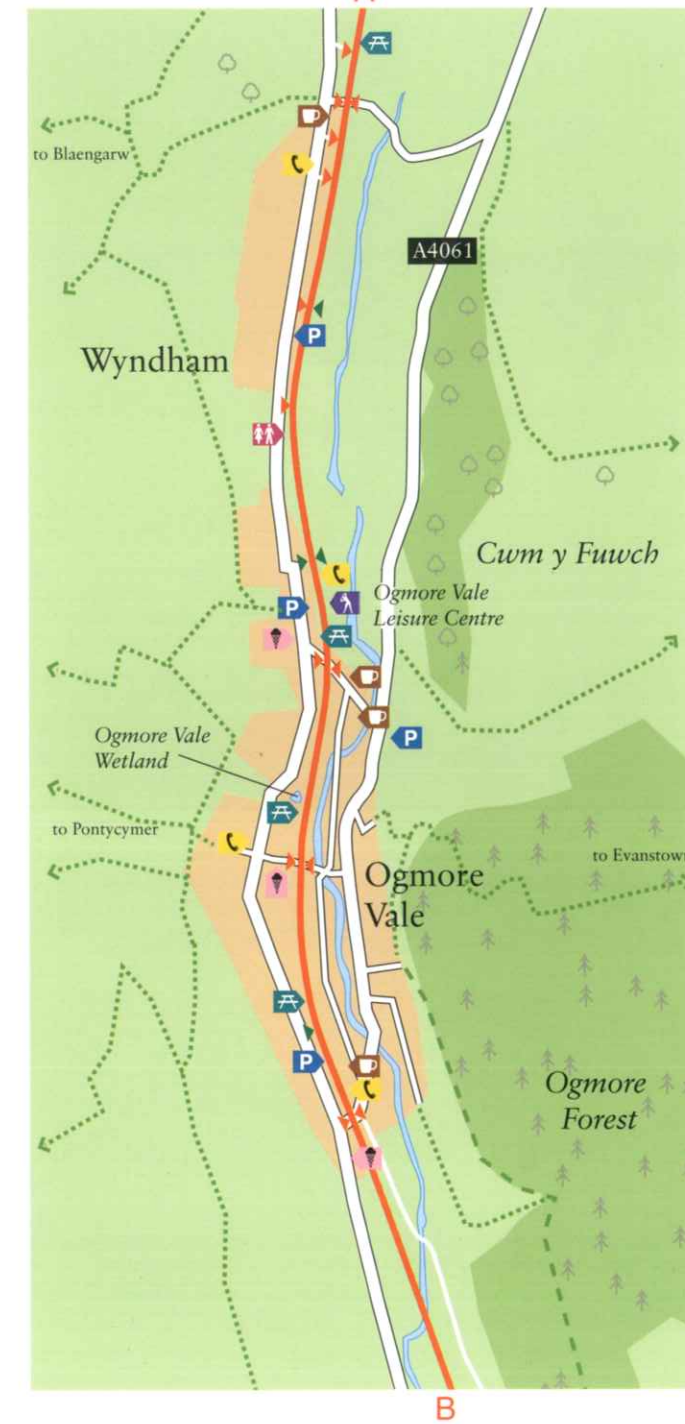 to Blaengarw
A4061
P
Wyndham
Cwm y Fuwch
Ogmore Vale
Leisure Centre
P
P
Ogmore Vale
Wetland
to Pontycymer
to Evanstow
Ogmore
Vale
P
Ogmore
Forest
B